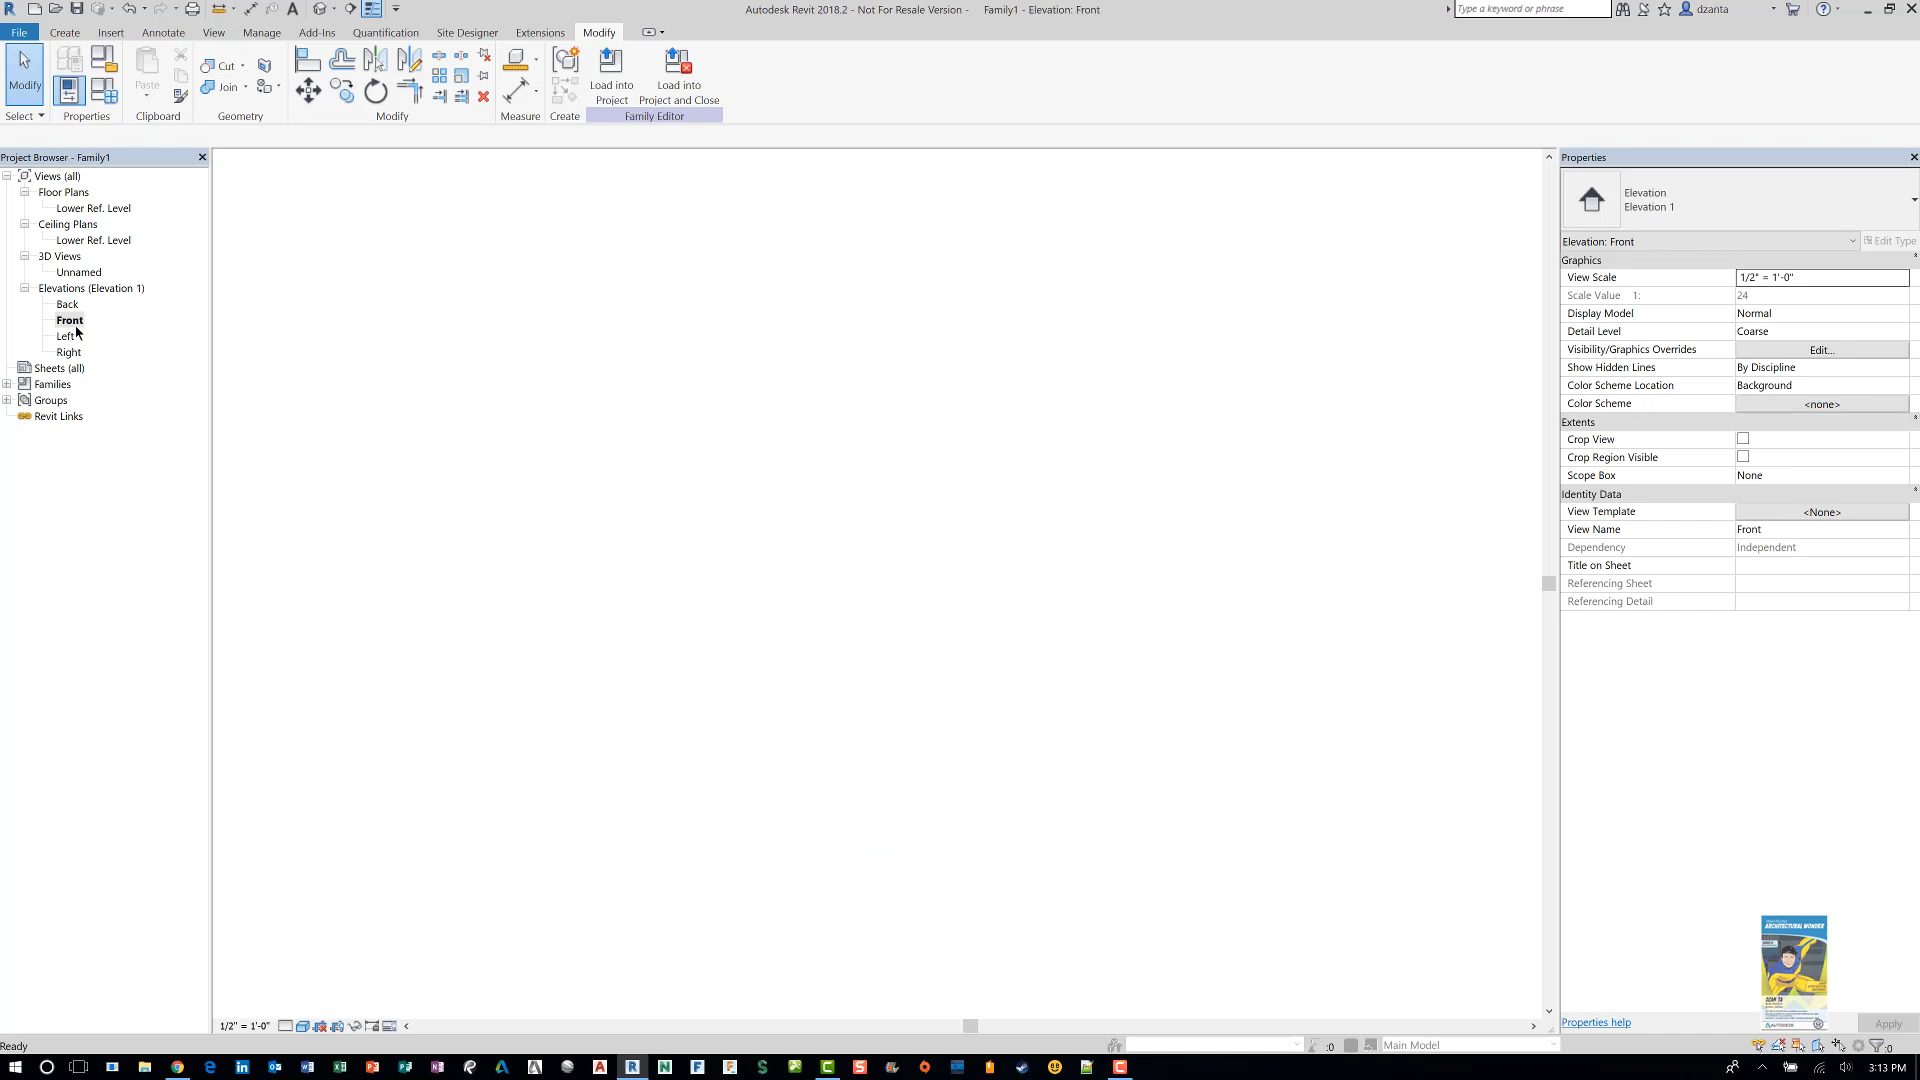 Autodesk Revit 2018.2 - Not For Resale Version - Family1 - Elevation: Front
Type a keyword or phrase
dzanta
File Create Insert Annotate View Manage Add-Ins Quantification Site Designer Extensions Modify
Modify
Paste
Cut
Join
Load into
Project
Load into
Project and Close
Select Properties Clipboard Geometry Modify Measure Create Family Editor
Project Browser - Family1
Views (all)
Floor Plans
Lower Ref. Level
Ceiling Plans
Lower Ref. Level
3D Views
Unnamed
Elevations (Elevation 1)
Back
Front
Left
Right
Sheets (all)
Families
Groups
Revit Links
Properties
Elevation
Elevation 1
Elevation: Front Edit Type
Graphics
View Scale 1/2" = 1'-0"
Scale Value 1: 24
Display Model Normal
Detail Level Coarse
Visibility/Graphics Overrides Edit...
Show Hidden Lines By Discipline
Color Scheme Location Background
Color Scheme <none>
Extents
Crop View
Crop Region Visible
Scope Box None
Identity Data
View Template <None>
View Name Front
Dependency Independent
Title on Sheet
Referencing Sheet
Referencing Detail
ARCHITECTURAL WONDER
AUTODESK
Properties help Apply
1/2" = 1'-0"
Ready
:0
Main Model
:0
3:13 PM